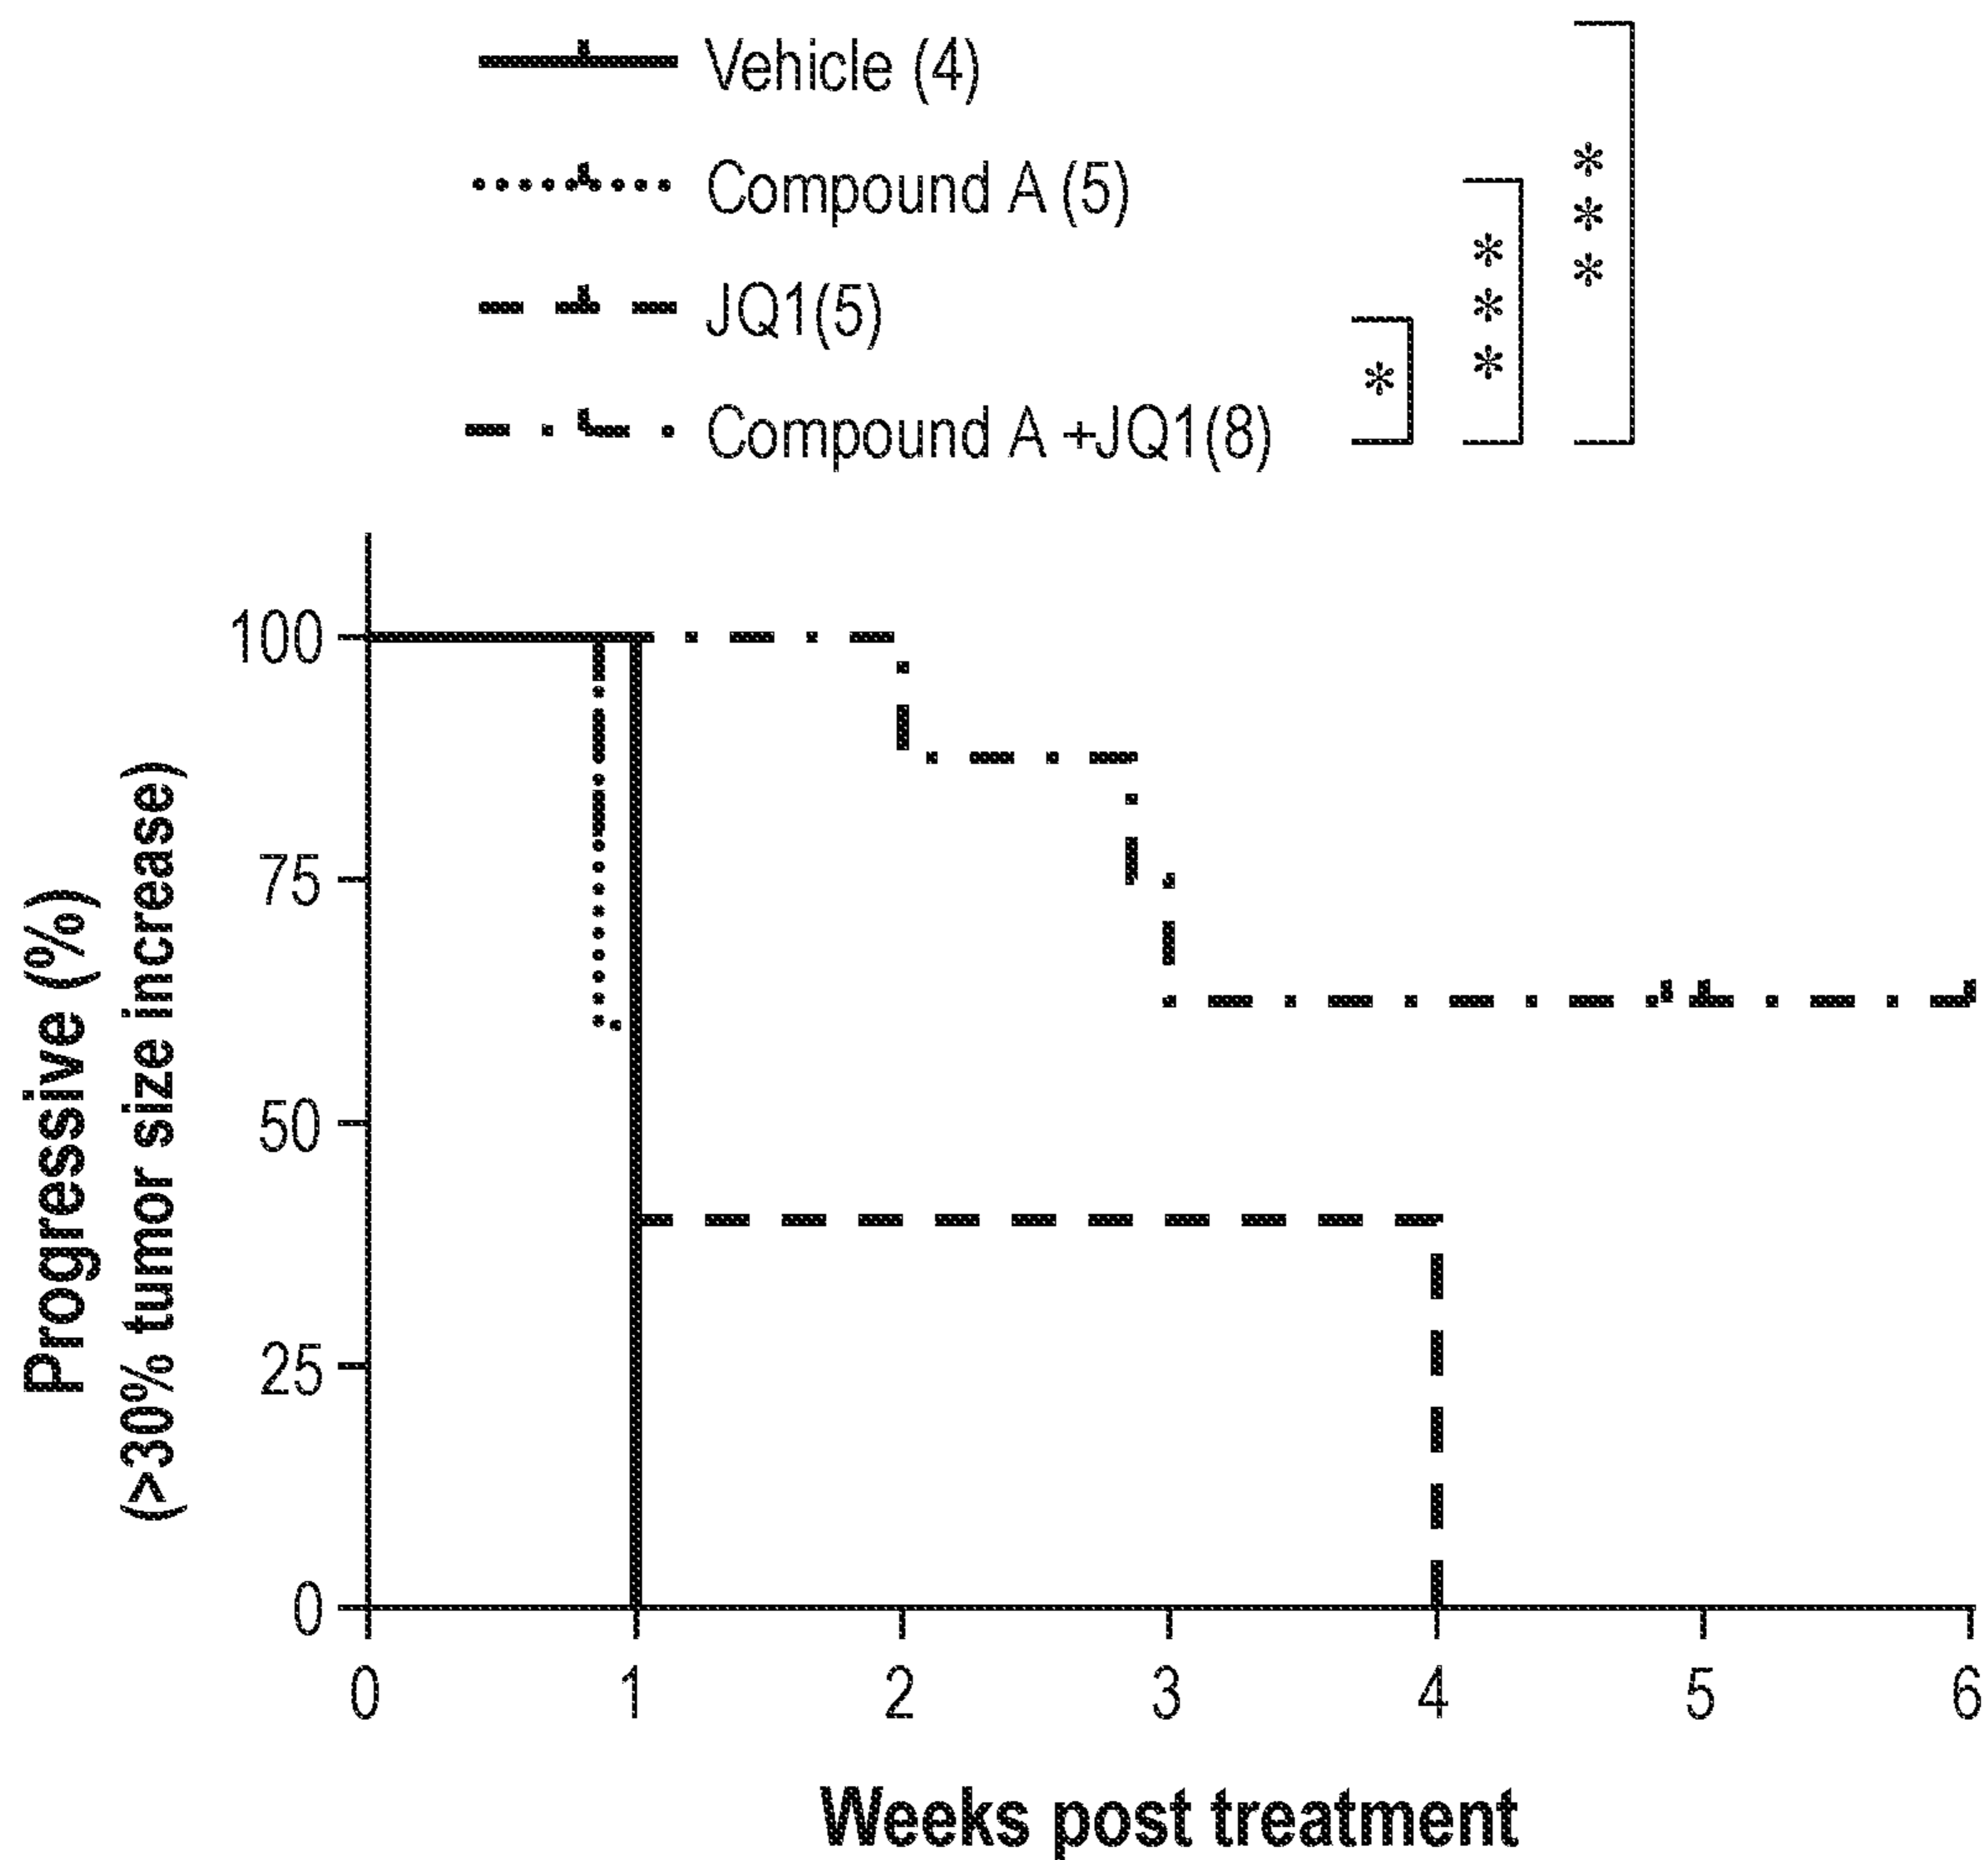 Vehicle (4)
Compound A (5)
JQ1(5)
Compound A +JQ1(8)
*
***
***
Progressive (%)
(>30% tumor size increase)
100
75
50
25
0
0 1 2 3 4 5 6
Weeks post treatment